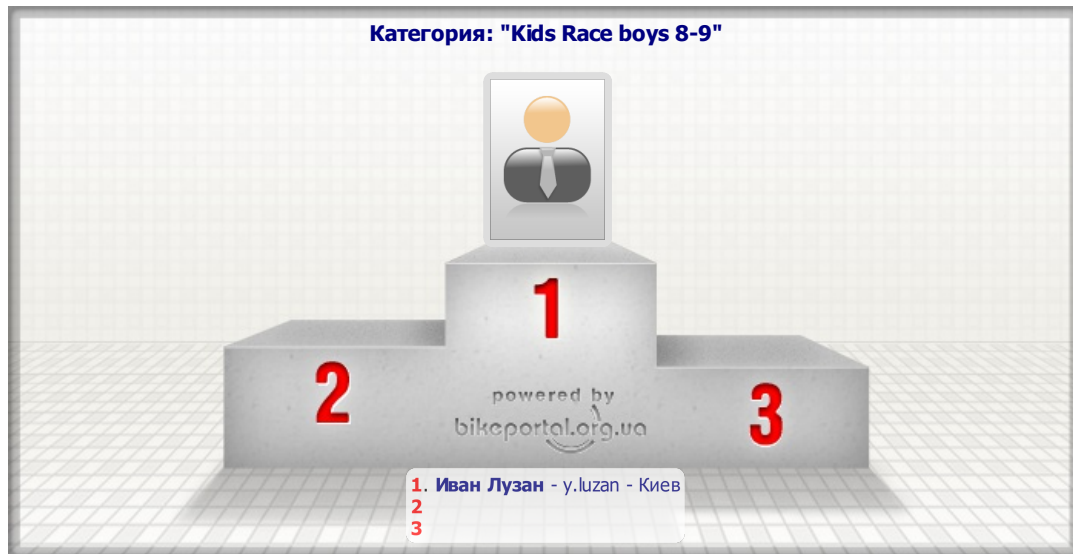 Категория: "Kids Race boys 8-9"
1
2
3
powered by
bikeportal.org.ua
1. Иван Лузан - y.luzan - Киев
2
3